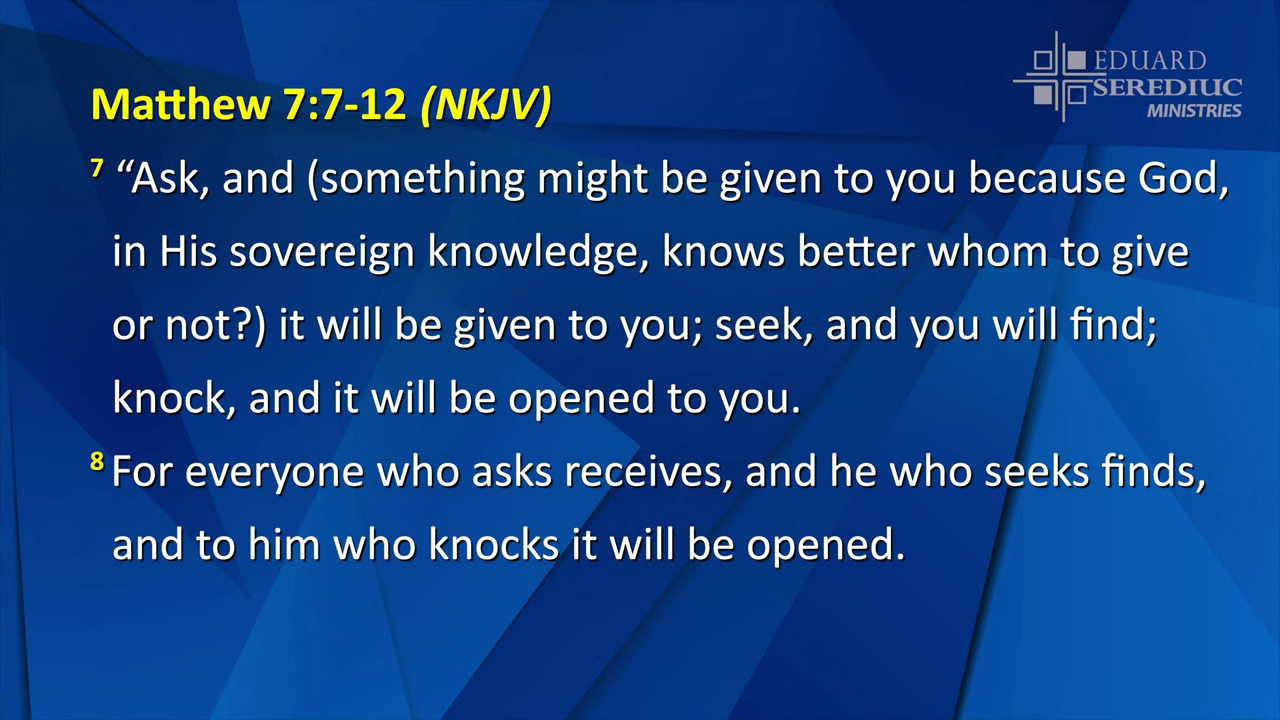 EDUARD
SEREDIUC
MINISTRIES
Matthew 7:7-12 (NKJV)
7 “Ask, and (something might be given to you because God,
in His sovereign knowledge, knows better whom to give
or not?) it will be given to you; seek, and you will find;
knock, and it will be opened to you.
8 For everyone who asks receives, and he who seeks finds,
and to him who knocks it will be opened.